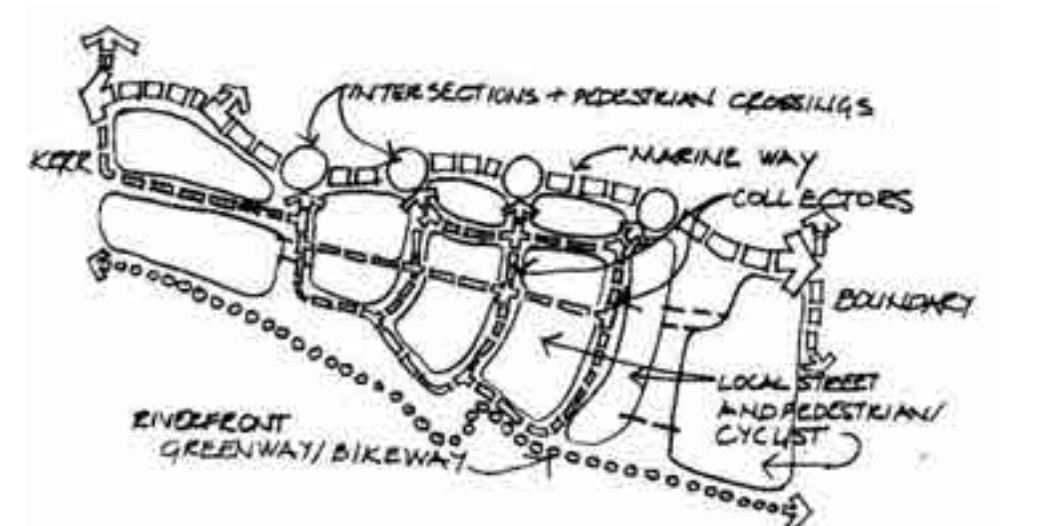 INTERSECTIONS + PEDESTRIAN CROSSINGS
MARINE WAY
KERR
COLLECTORS
BOUNDARY
LOCAL STREET
AND PEDESTRIAN/
CYCLIST
RIVERFRONT
GREENWAY/BIKEWAY